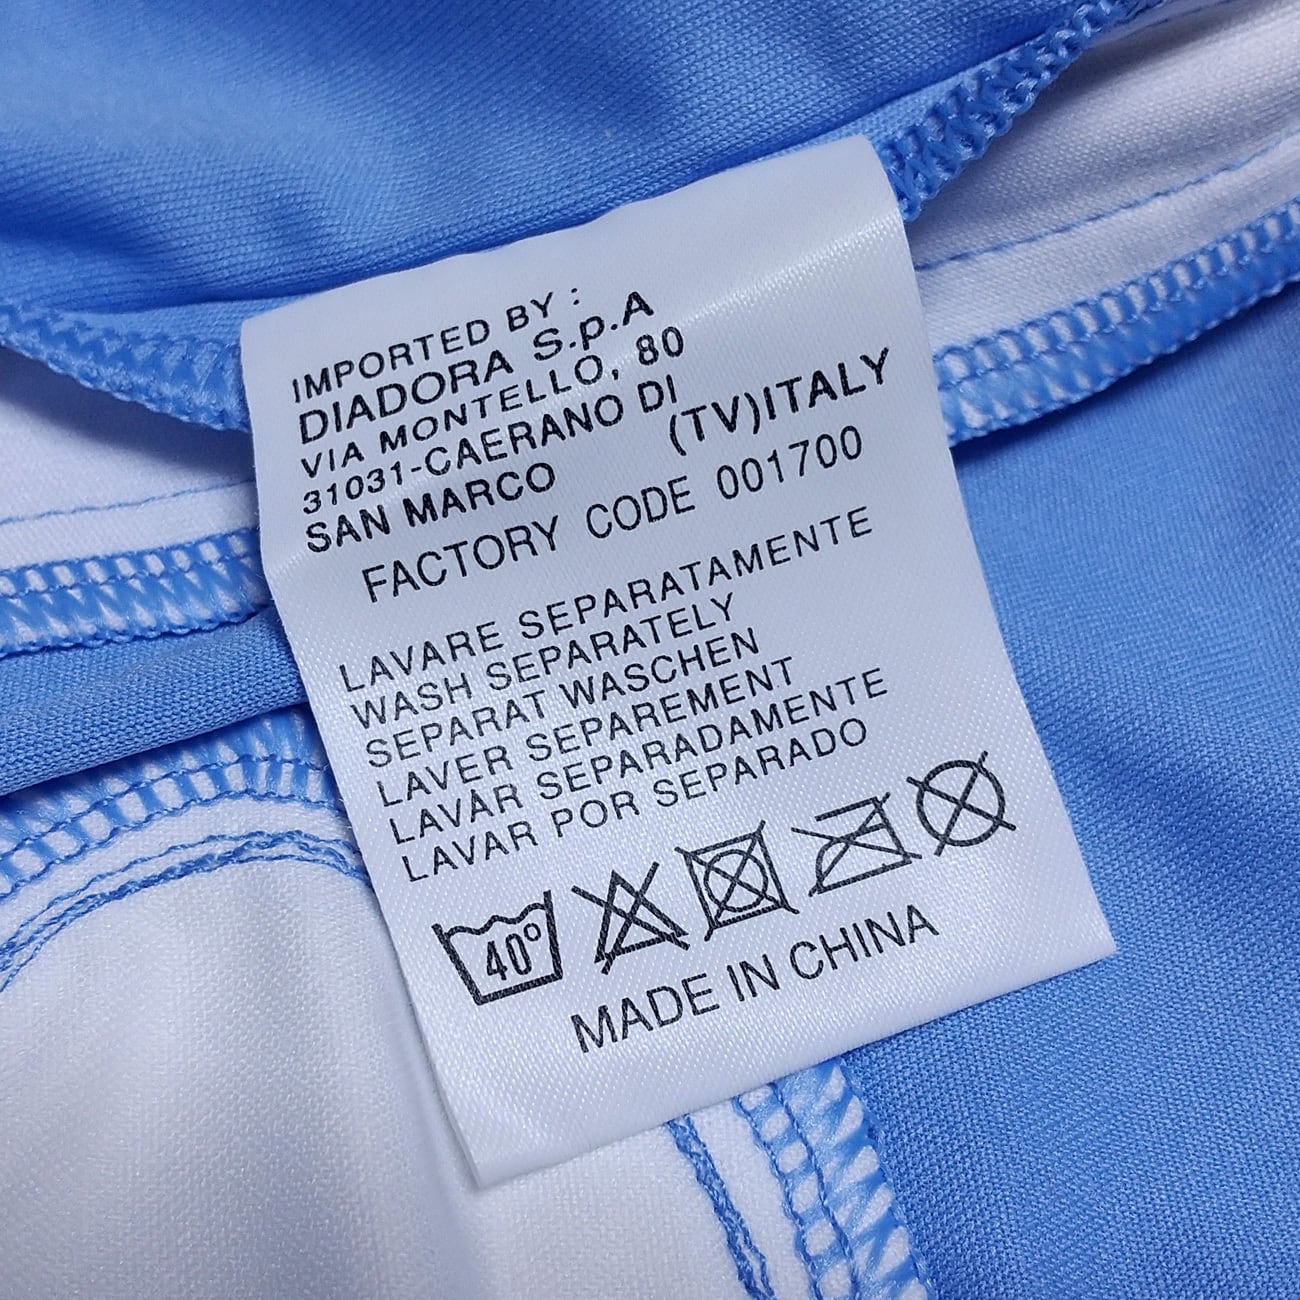 IMPORTED BY :
DIADORA S.p.A
VIA MONTELLO, 80
31031-CAERANO DI
SAN MARCO (TV)ITALY
FACTORY CODE 001700
LAVARE SEPARATAMENTE
WASH SEPARATELY
SEPARAT WASCHEN
LAVER SEPAREMENT
LAVAR SEPARADAMENTE
LAVAR POR SEPARADO
40°
MADE IN CHINA